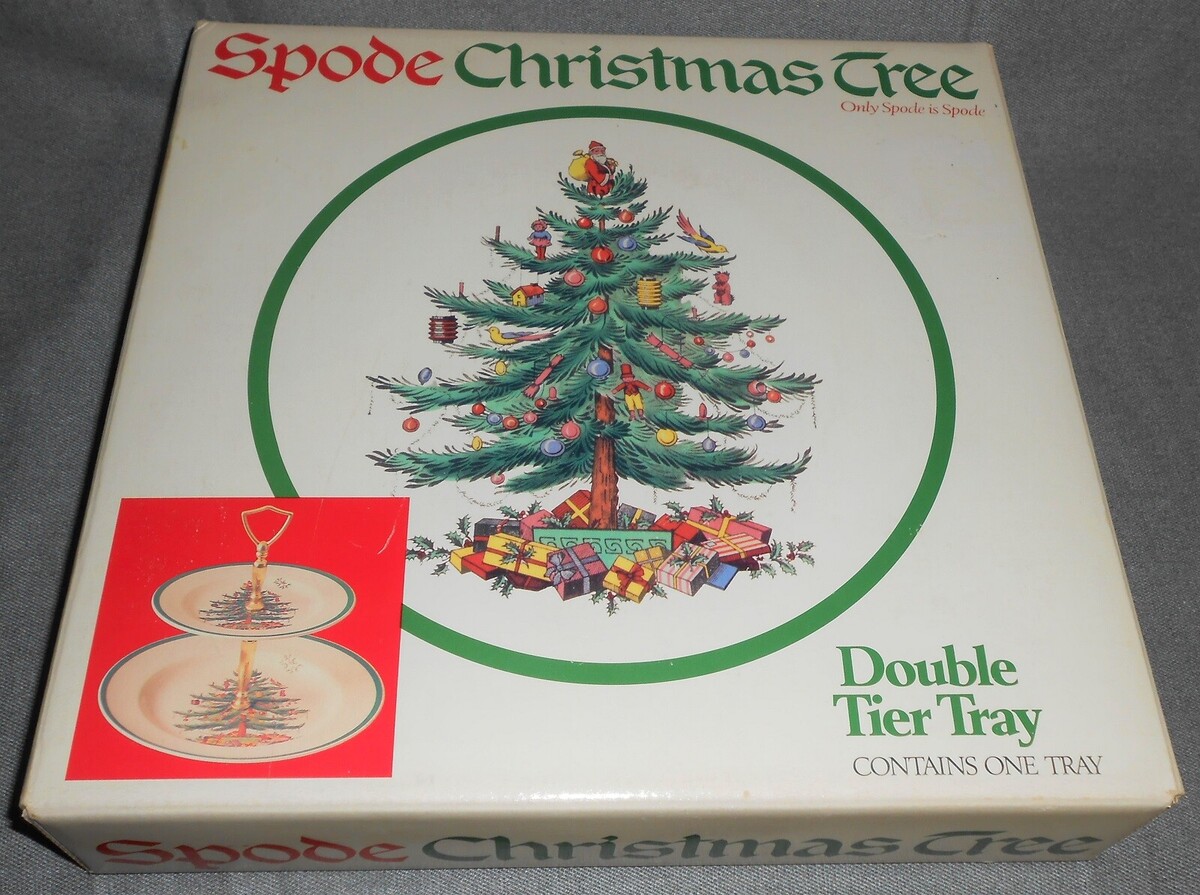 Spode Christmas Tree
Only Spode is Spode
Double
Tier Tray
CONTAINS ONE TRAY
Spode Christmas Tree